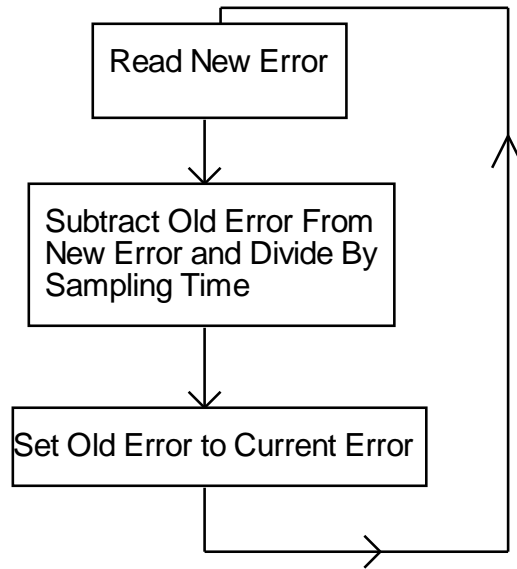 Read New Error
Subtract Old Error From
New Error and Divide By
Sampling Time
Set Old Error to Current Error